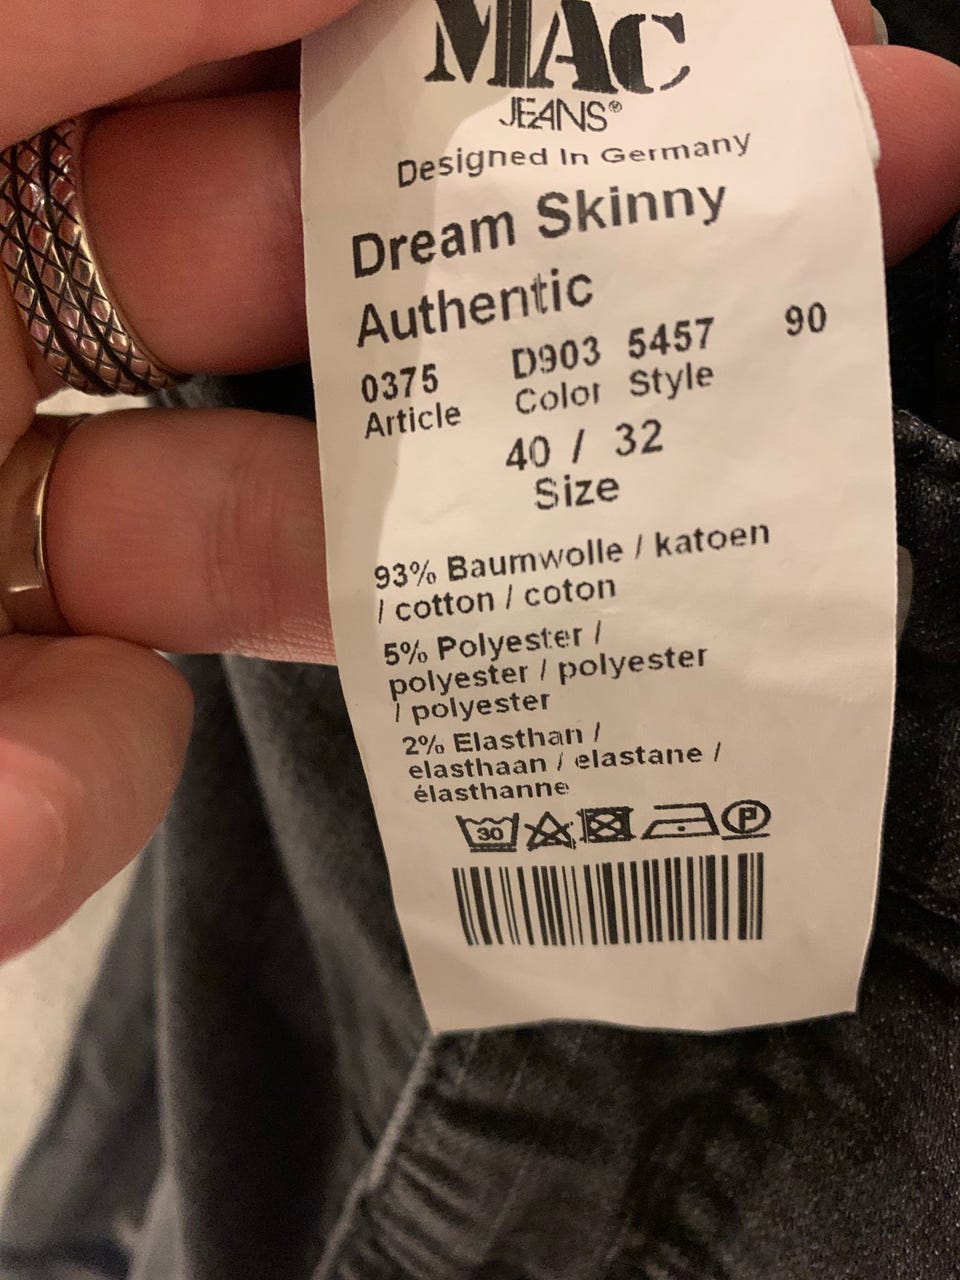 MAC
JEANS®
Designed In Germany
Dream Skinny
Authentic
0375 D903 5457 90
Article Color Style
40 / 32
Size
93% Baumwolle / katoen
/ cotton / coton
5% Polyester /
polyester / polyester
/ polyester
2% Elasthan /
elasthaan / elastane /
élasthanne
30 P